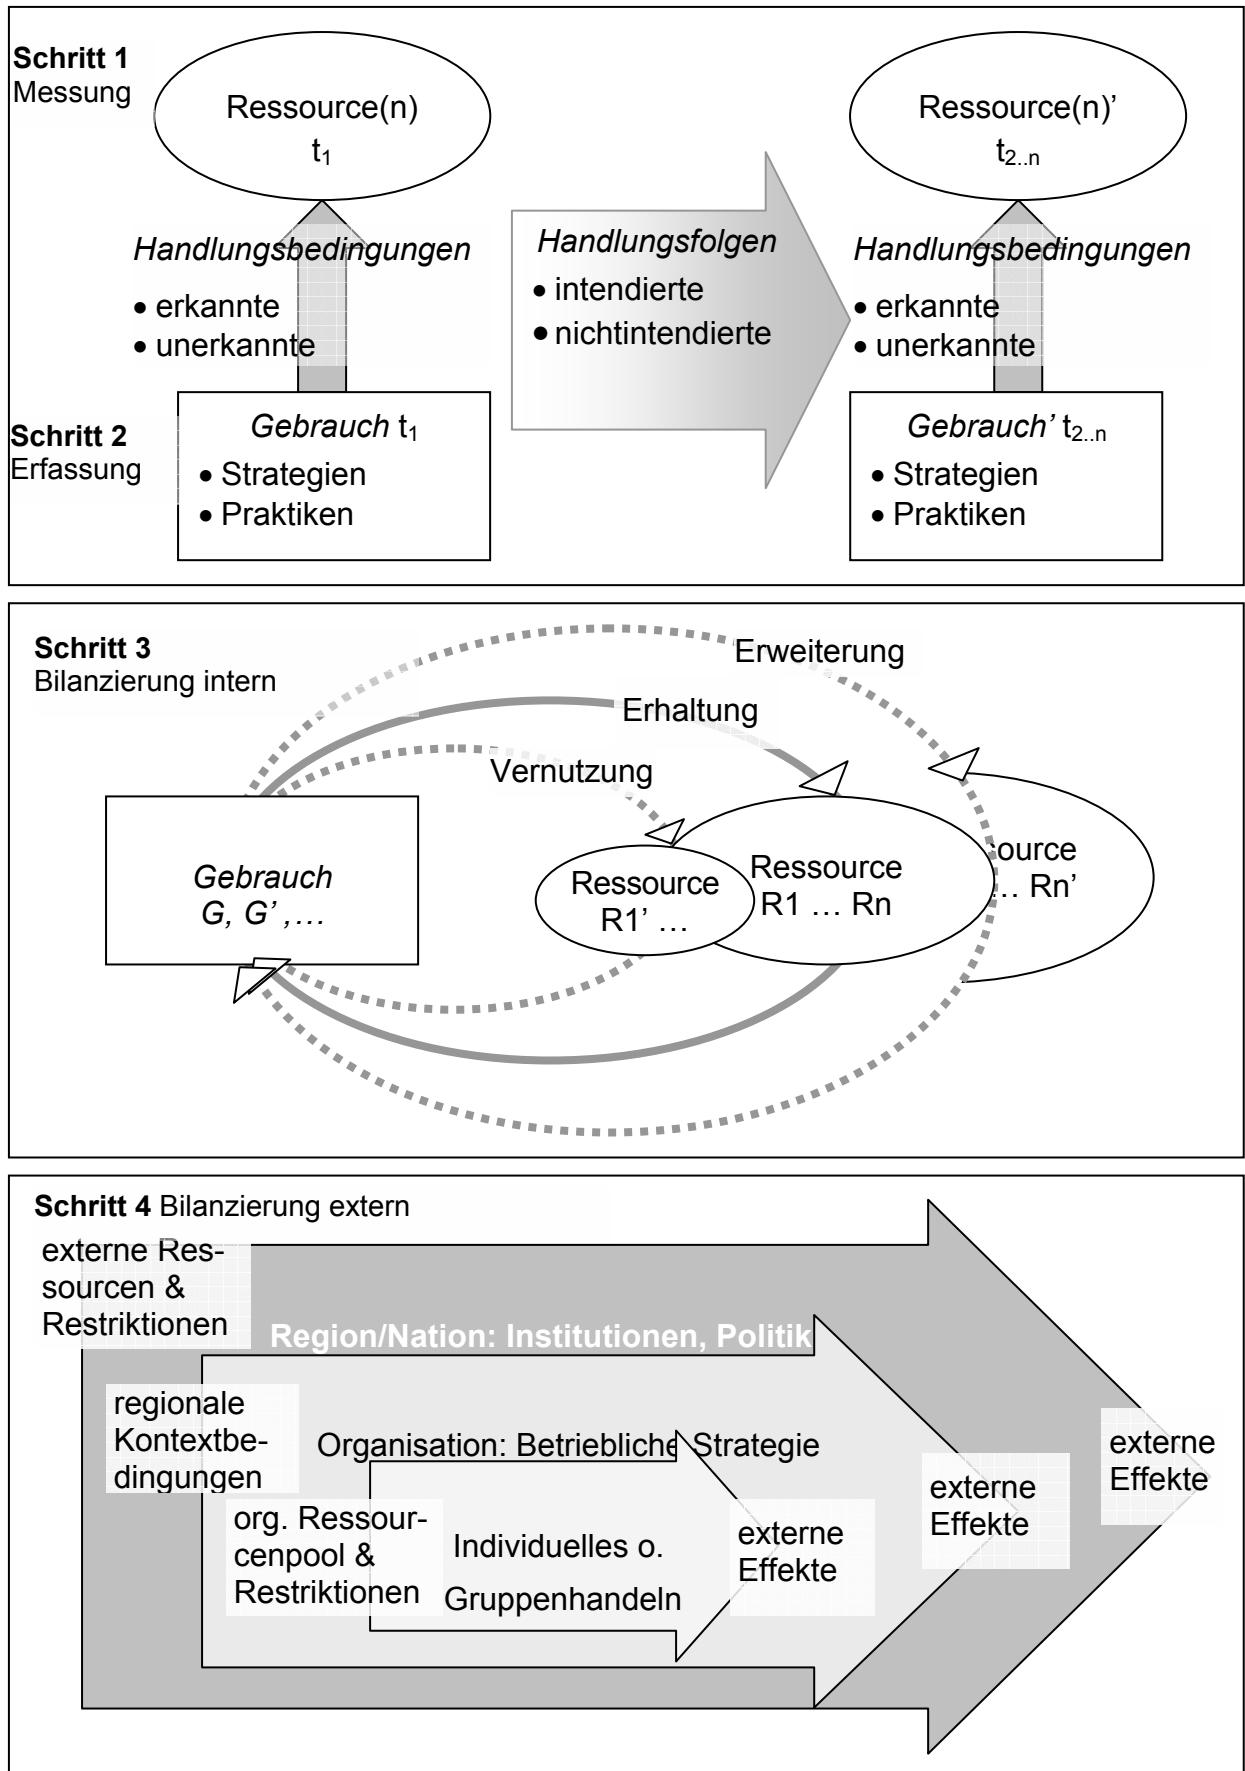 Schritt 1
Messung
Ressource(n)
t1
Ressource(n)’
t2..n
Handlungsbedingungen
• erkannte
• unerkannte
Handlungsfolgen
• intendierte
• nichtintendierte
Handlungsbedingungen
• erkannte
• unerkannte
Schritt 2
Erfassung
Gebrauch t1
• Strategien
• Praktiken
Gebrauch’ t2..n
• Strategien
• Praktiken
Schritt 3
Bilanzierung intern
Erweiterung
Erhaltung
Vernutzung
Gebrauch
G, G’ ,…
Ressource
R1’ …
Ressource
R1 … Rn
ource
… Rn’
Schritt 4 Bilanzierung extern
externe Res-
sourcen &
Restriktionen
Region/Nation: Institutionen, Politik
regionale
Kontextbe-
dingungen
Organisation: Betriebliche Strategie
org. Ressour-
cenpool &
Restriktionen
Individuelles o.
Gruppenhandeln
externe
Effekte
externe
Effekte
externe
Effekte